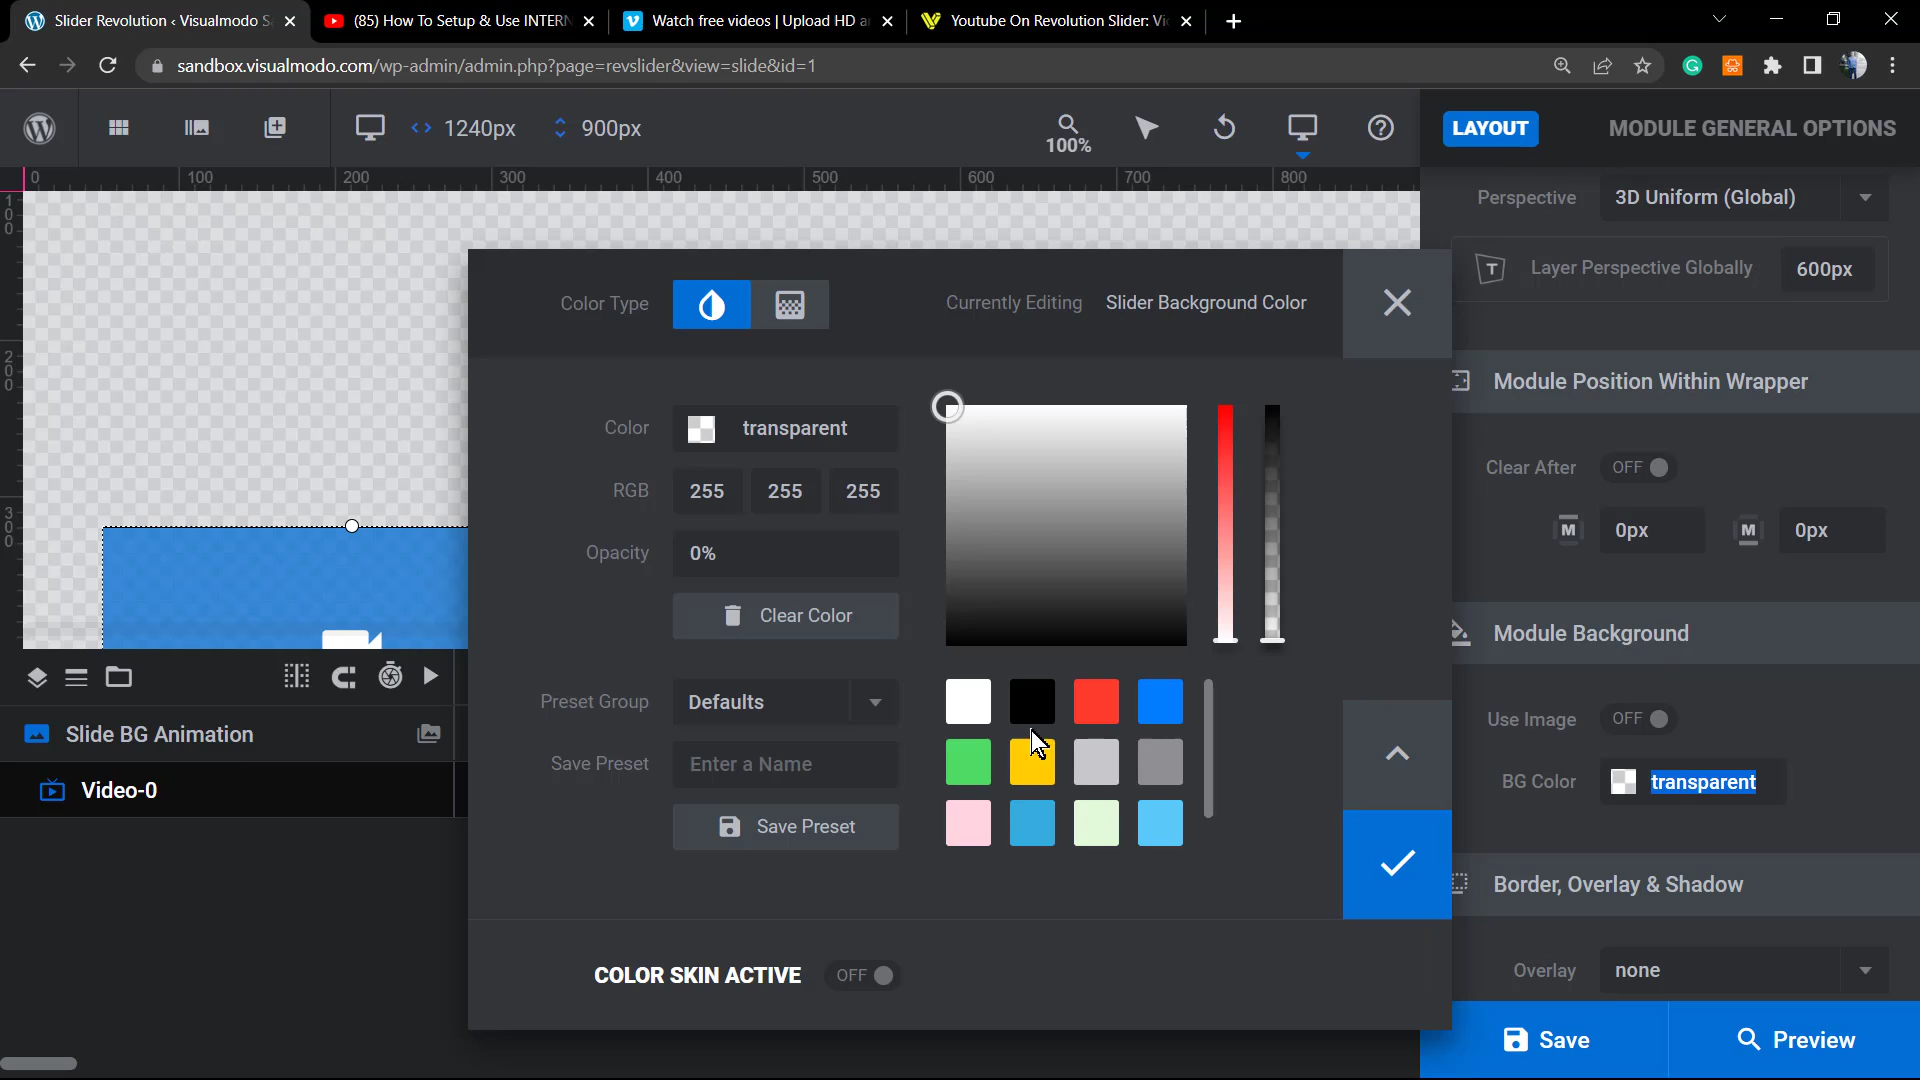 Slider Revolution ‹ Visualmodo S
(85) How To Setup & Use INTERN
Watch free videos | Upload HD a
Youtube On Revolution Slider: Vi
sandbox.visualmodo.com/wp-admin/admin.php?page=revslider&view=slide&id=1
1240px
900px
100%
LAYOUT
MODULE GENERAL OPTIONS
0 100 200 300 400 500 600 700 800
100
200
300
Perspective 3D Uniform (Global)
T Layer Perspective Globally 600px
Color Type
Currently Editing Slider Background Color
Module Position Within Wrapper
Color transparent
Clear After OFF
RGB 255 255 255
M 0px M 0px
Opacity 0%
Clear Color
Module Background
Preset Group Defaults
Use Image OFF
Slide BG Animation
Save Preset Enter a Name
BG Color transparent
Video-0
Save Preset
Border, Overlay & Shadow
COLOR SKIN ACTIVE OFF
Overlay none
Save
Preview